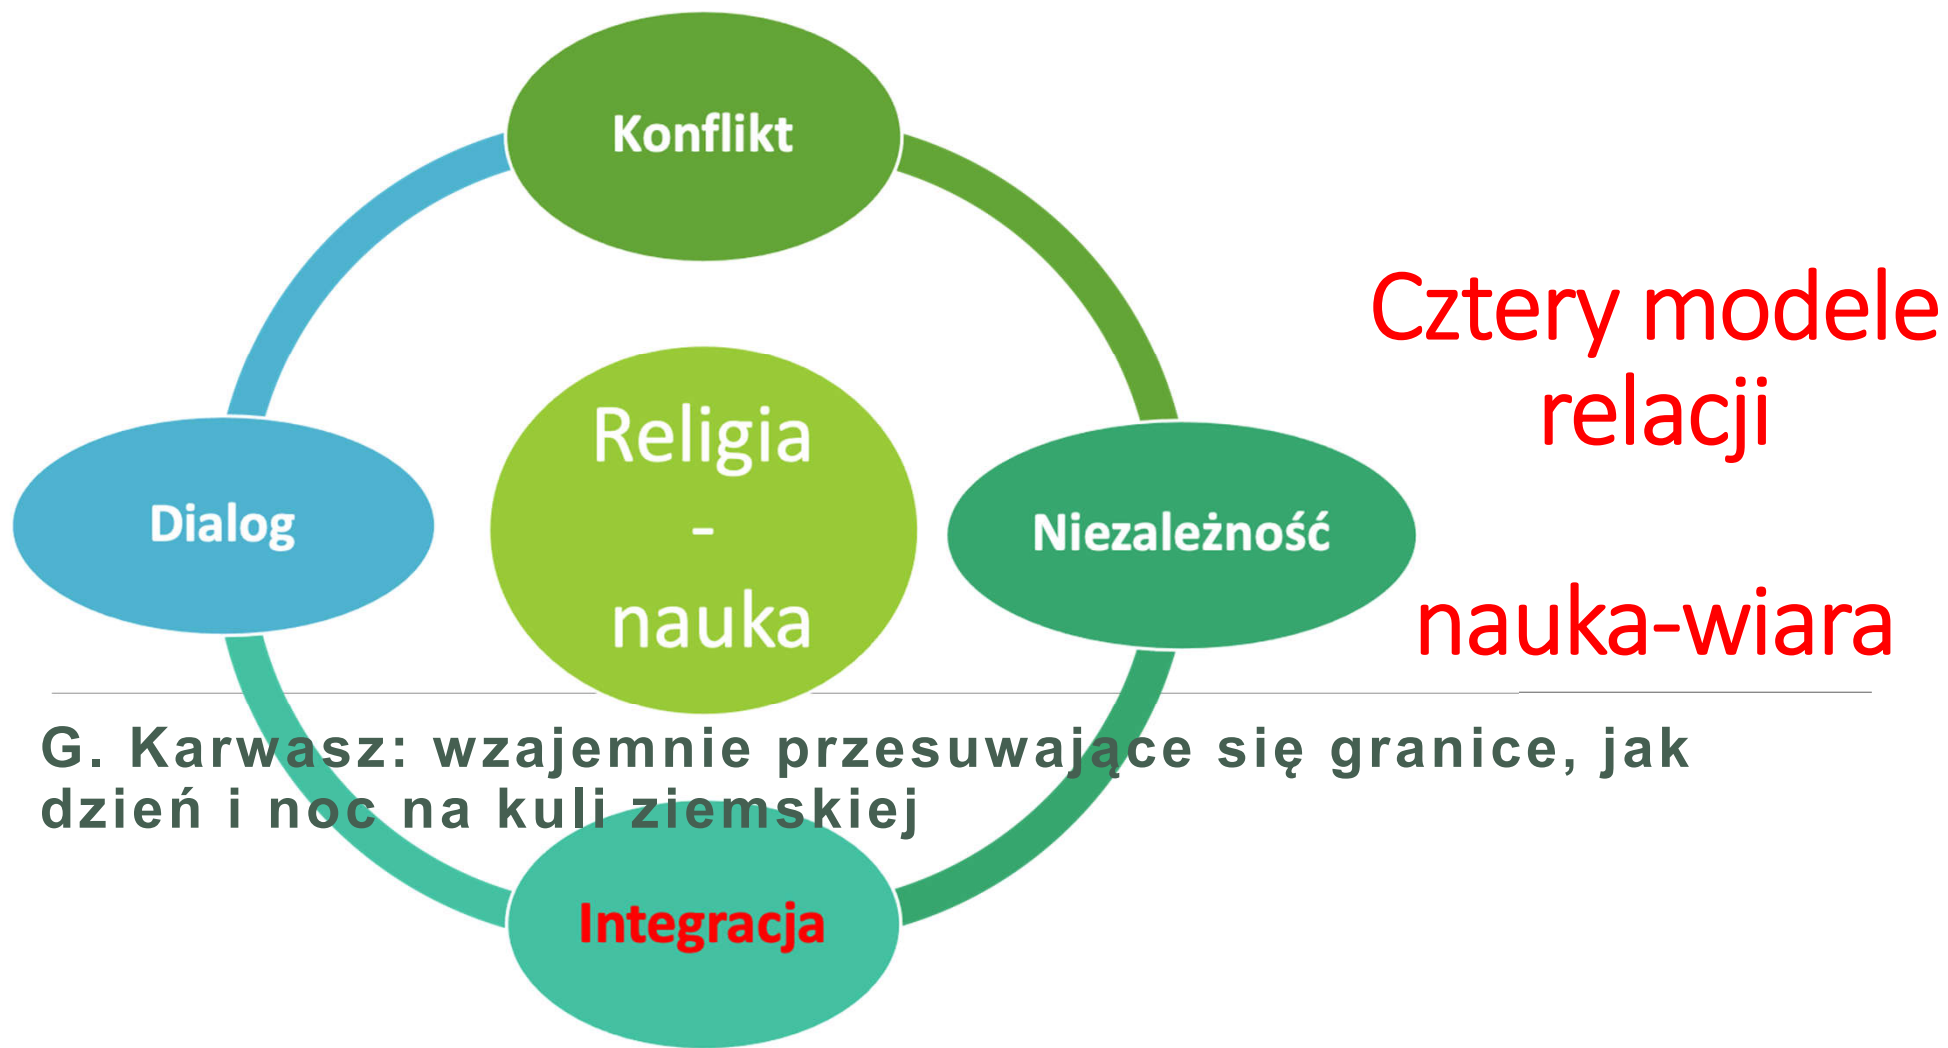 Konflikt
Cztery modele
relacji
nauka-wiara
Dialog
Religia
-
nauka
Niezależność
G. Karwasz: wzajemnie przesuwające się granice, jak
dzień i noc na kuli ziemskiej
Integracja